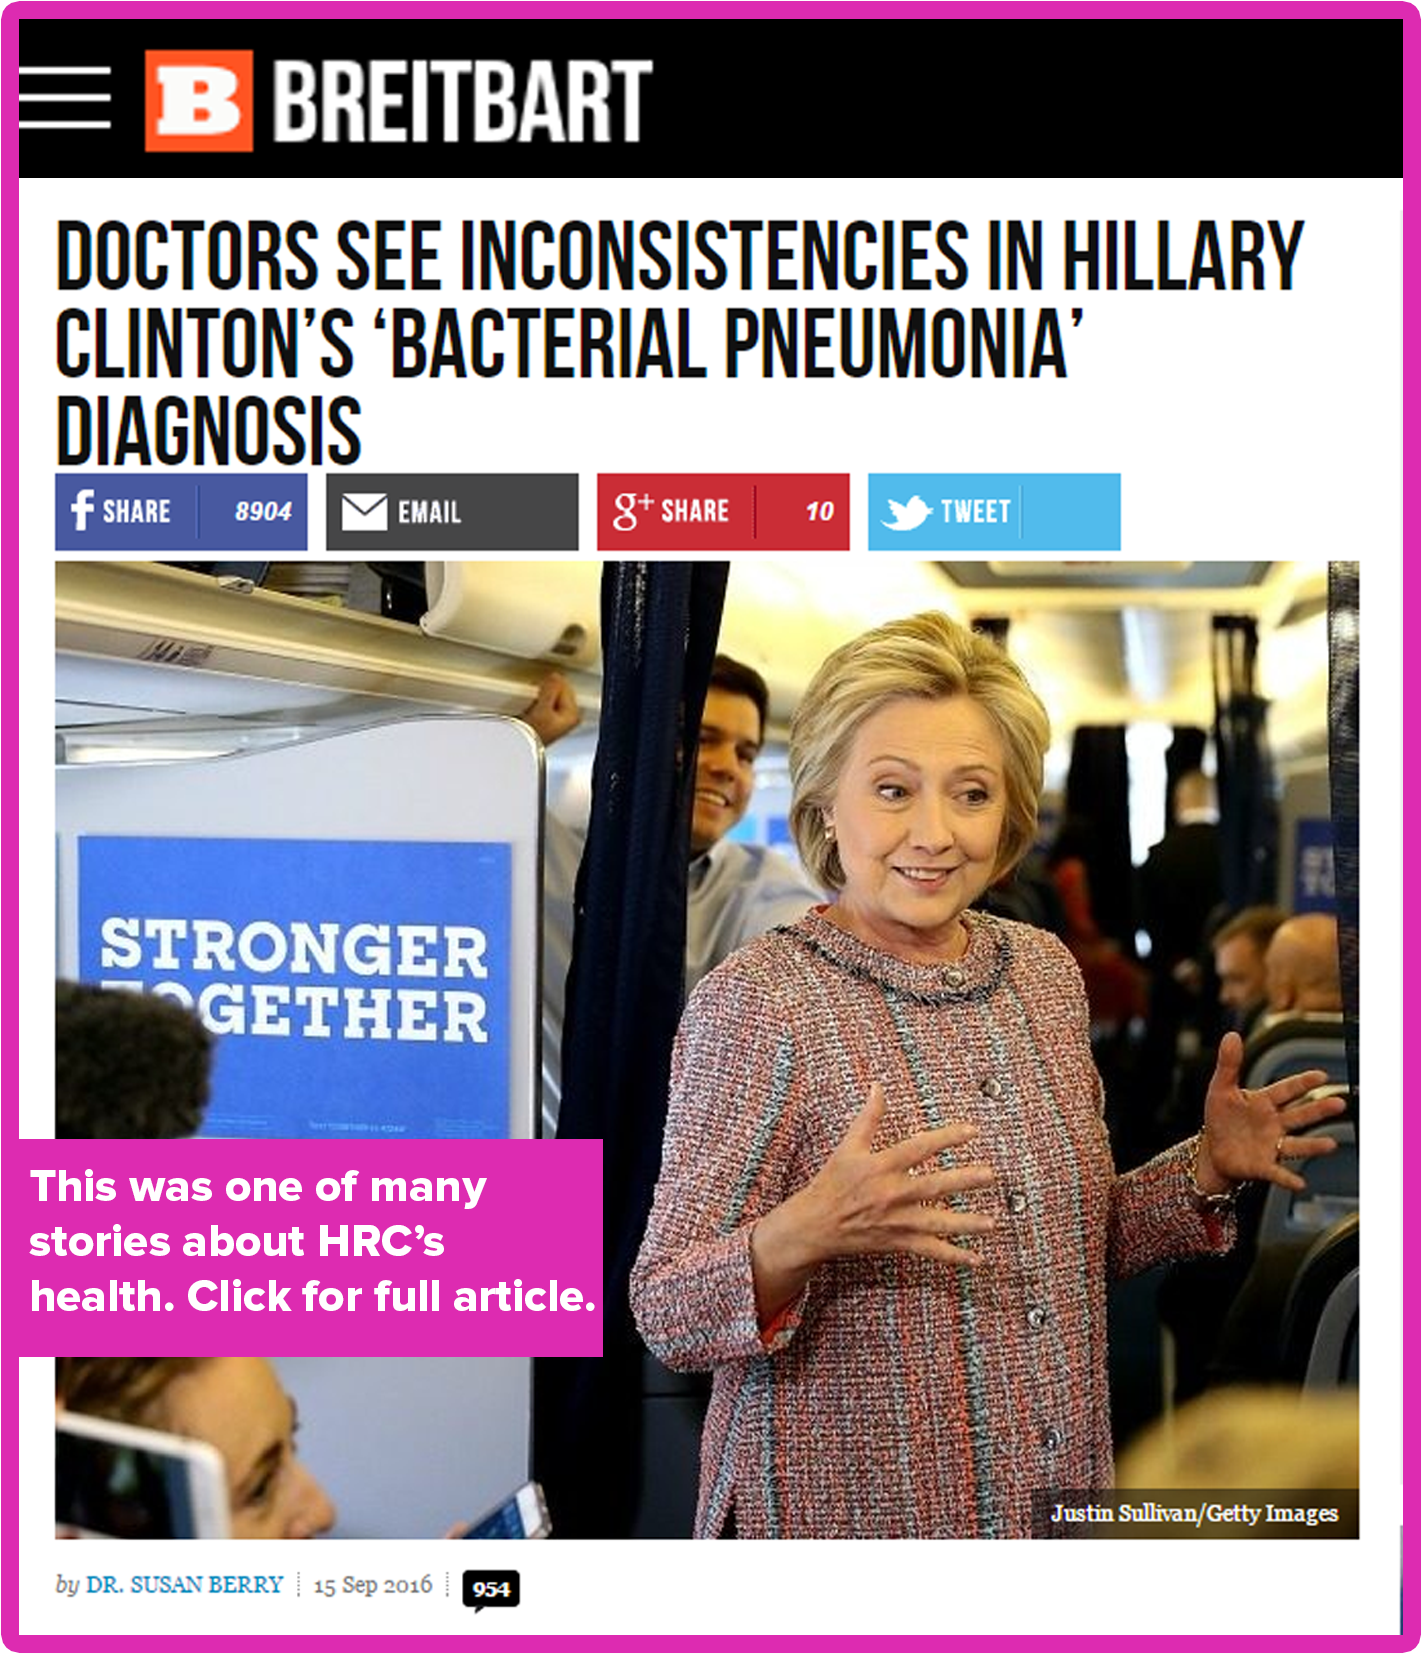 B BREITBART
DOCTORS SEE INCONSISTENCIES IN HILLARY
CLINTON’S ‘BACTERIAL PNEUMONIA’
DIAGNOSIS
f SHARE 8904 EMAIL g+ SHARE 10 TWEET
STRONGER
TOGETHER
This was one of many
stories about HRC’s
health. Click for full article.
Justin Sullivan/Getty Images
by DR. SUSAN BERRY 15 Sep 2016 954